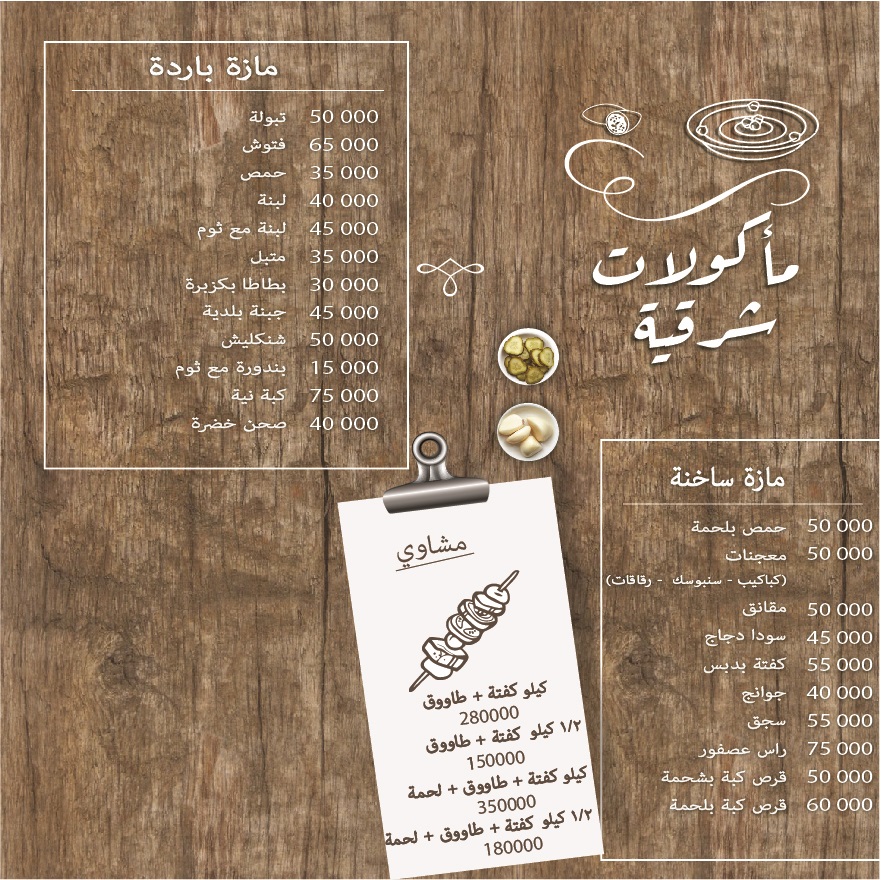 مأكولات
شرقية
مازة باردة
تبولة 50 000
فتوش 65 000
حمص 35 000
لبنة 40 000
لبنة مع ثوم 45 000
متبل 35 000
بطاطا بكزبرة 30 000
جبنة بلدية 45 000
شنكليش 50 000
بندورة مع ثوم 15 000
كبة نية 75 000
صحن خضرة 40 000
مازة ساخنة
حمص بلحمة 50 000
معجنات 50 000
(كباكيب - سنبوسك - رقاقات)
مقانق 50 000
سودا دجاج 45 000
كفتة بدبس 55 000
جوانح 40 000
سجق 55 000
راس عصفور 75 000
قرص كبة بشحمة 50 000
قرص كبة بلحمة 60 000
مشاوي
كيلو كفتة + طاووق
280000
١/٢ كيلو كفتة + طاووق
150000
كيلو كفتة + طاووق + لحمة
350000
١/٢ كيلو كفتة + طاووق + لحمة
180000